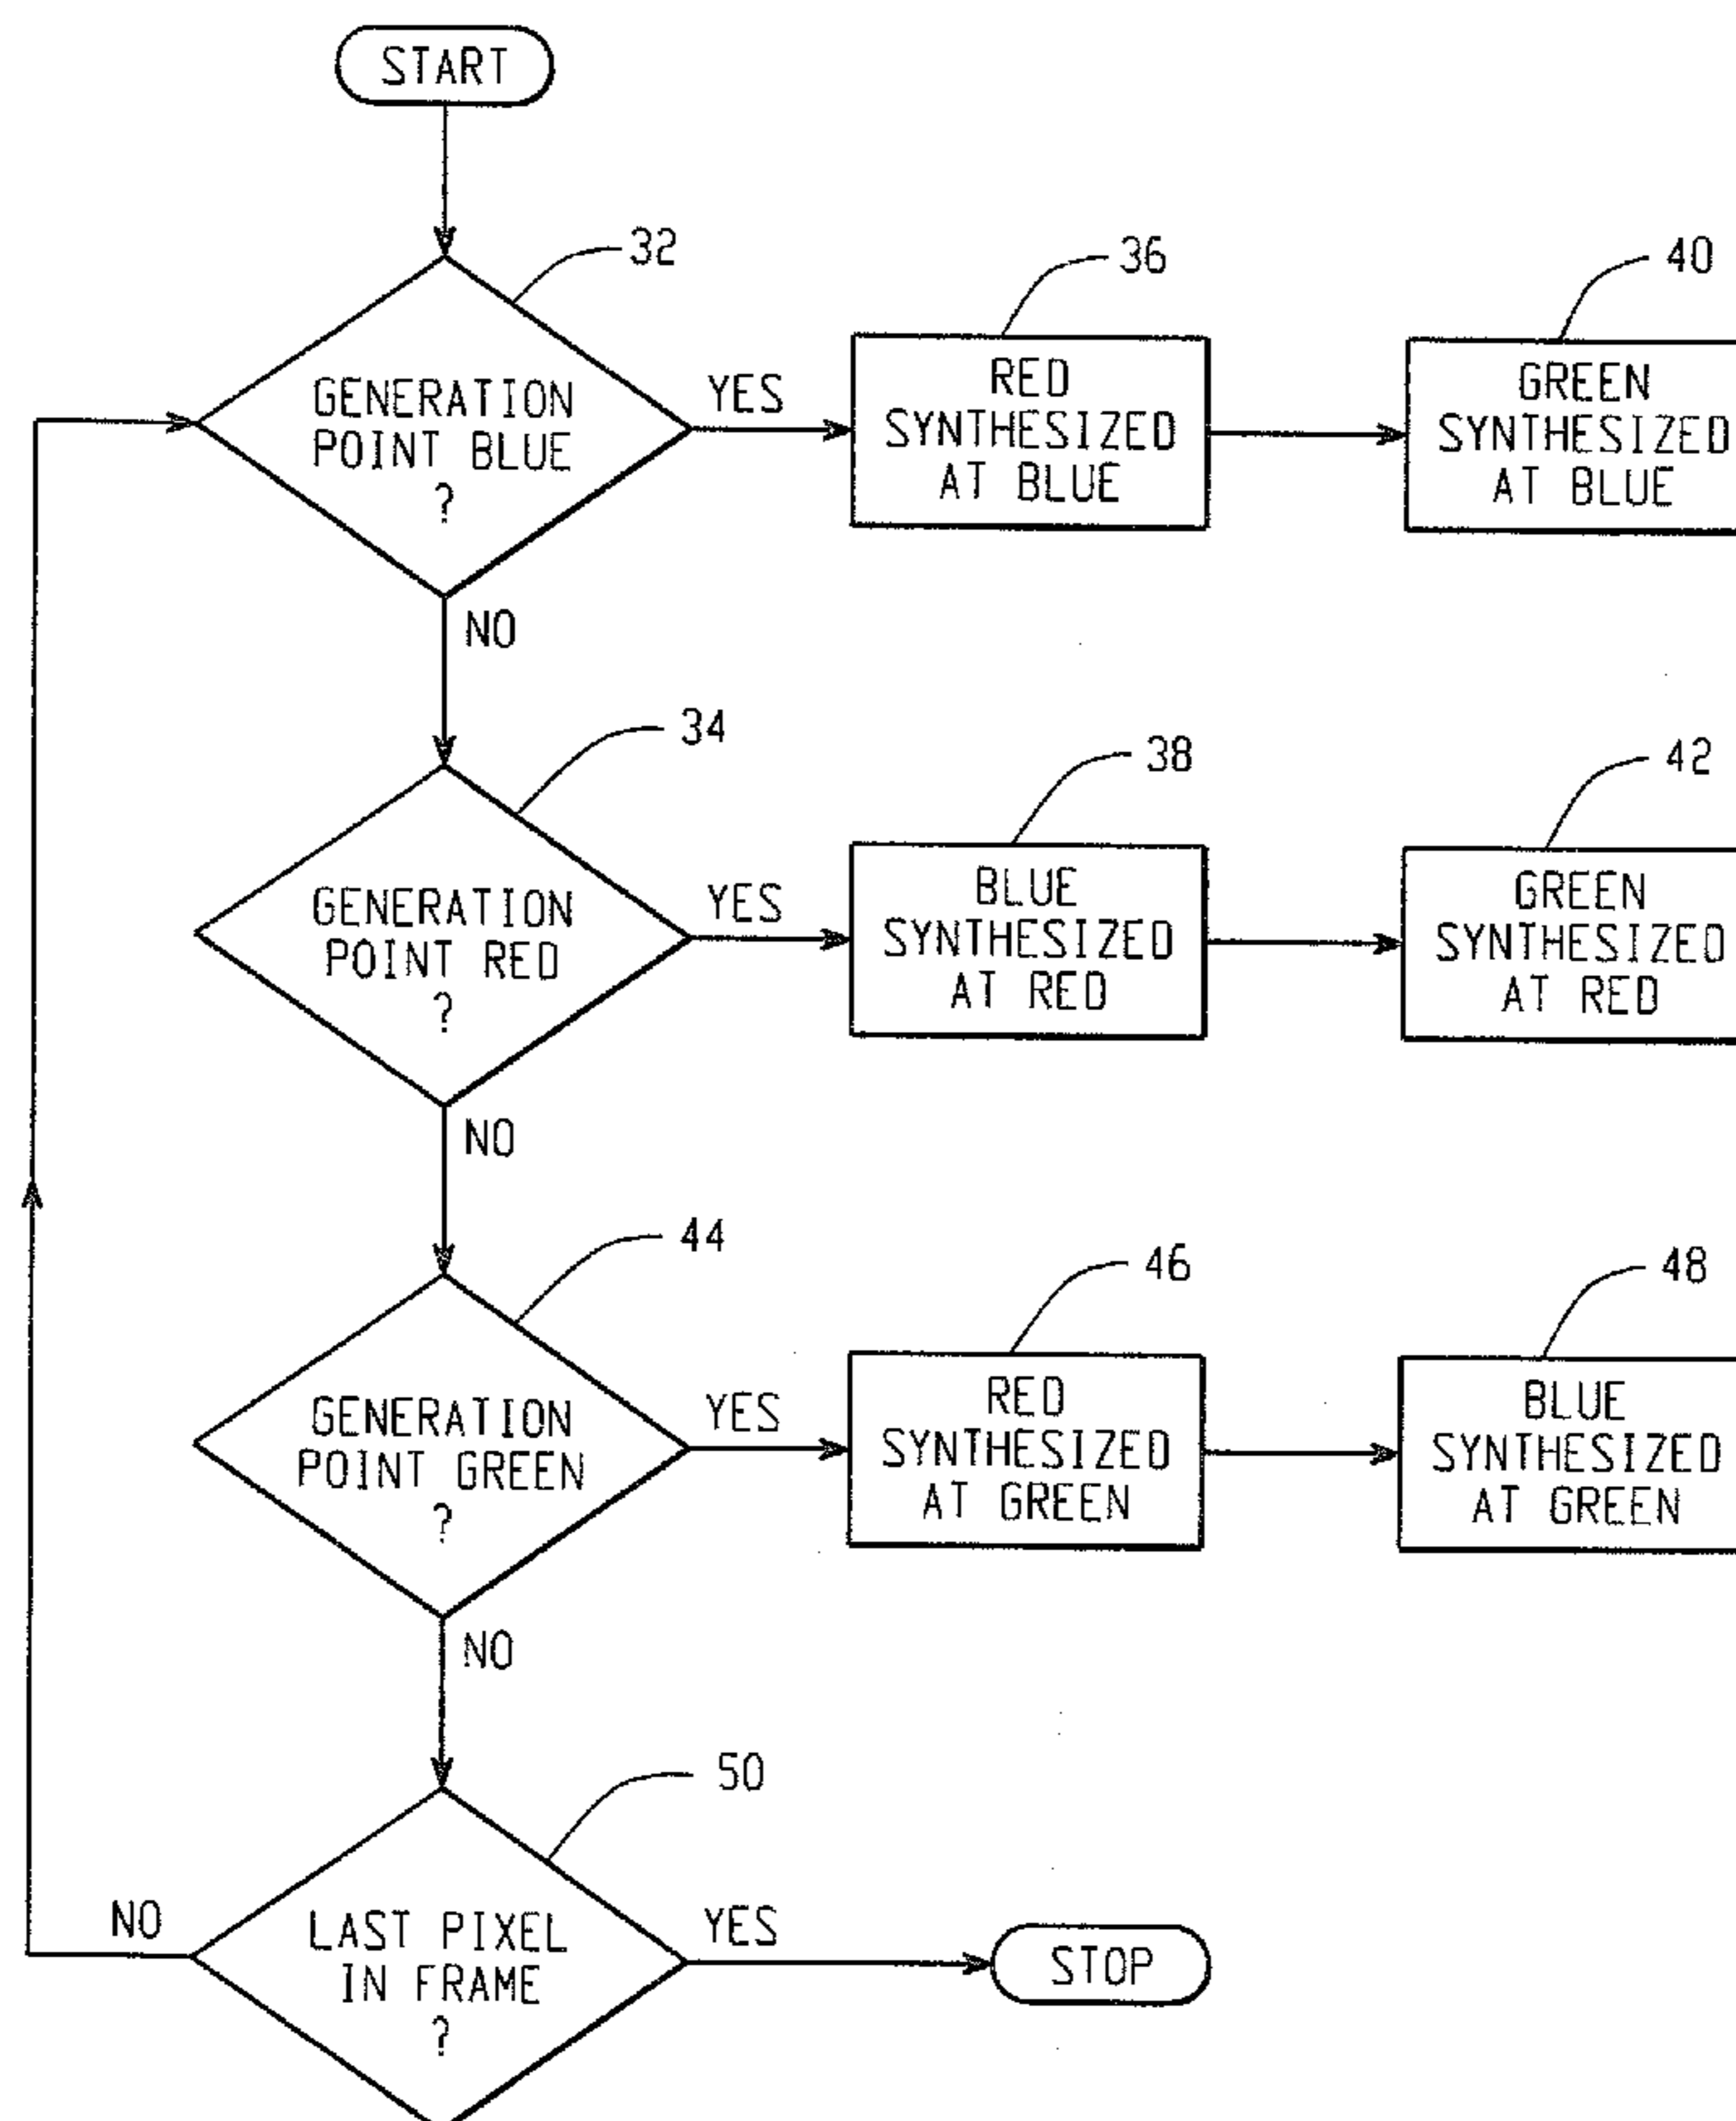 START
32
GENERATION
POINT BLUE
?
YES
36
RED
SYNTHESIZED
AT BLUE
40
GREEN
SYNTHESIZED
AT BLUE
NO
34
GENERATION
POINT RED
?
YES
38
BLUE
SYNTHESIZED
AT RED
42
GREEN
SYNTHESIZED
AT RED
NO
44
GENERATION
POINT GREEN
?
YES
46
RED
SYNTHESIZED
AT GREEN
48
BLUE
SYNTHESIZED
AT GREEN
NO
50
LAST PIXEL
IN FRAME
?
NO
YES
STOP